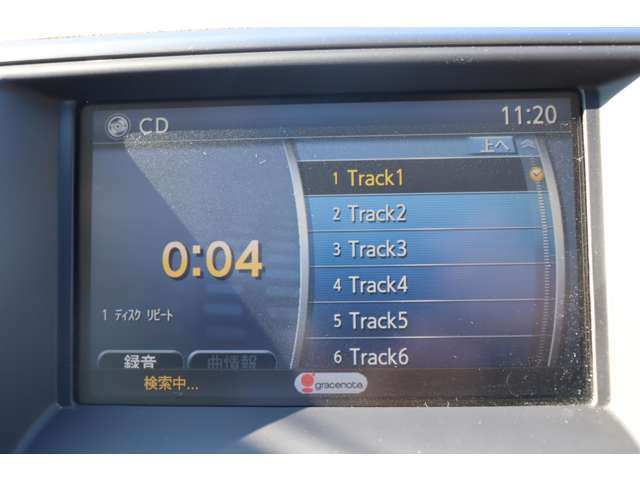 CD
11:20
上へ
1 Track1
2 Track2
3 Track3
4 Track4
5 Track5
6 Track6
0:04
1 ディスク リピート
録音
曲情報
検索中...
gracenote